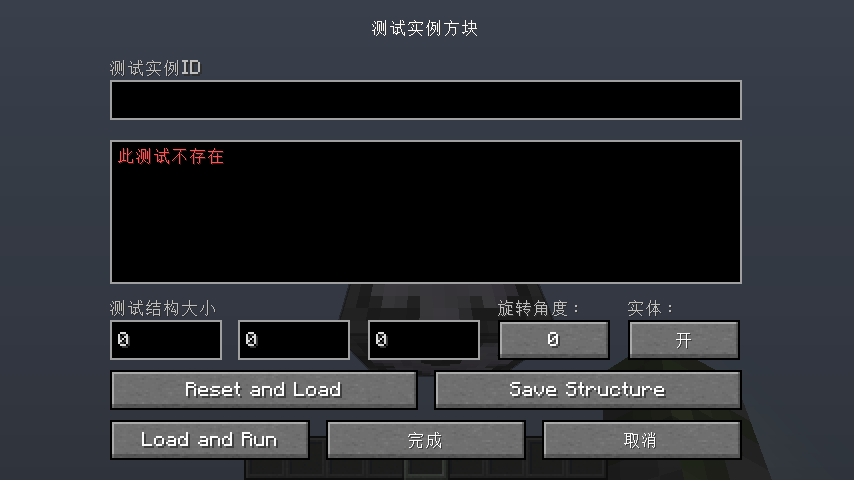 测试实例方块
测试实例ID
此测试不存在
测试结构大小 旋转角度： 实体：
0 0 0 0 开
Reset and Load Save Structure
Load and Run 完成 取消